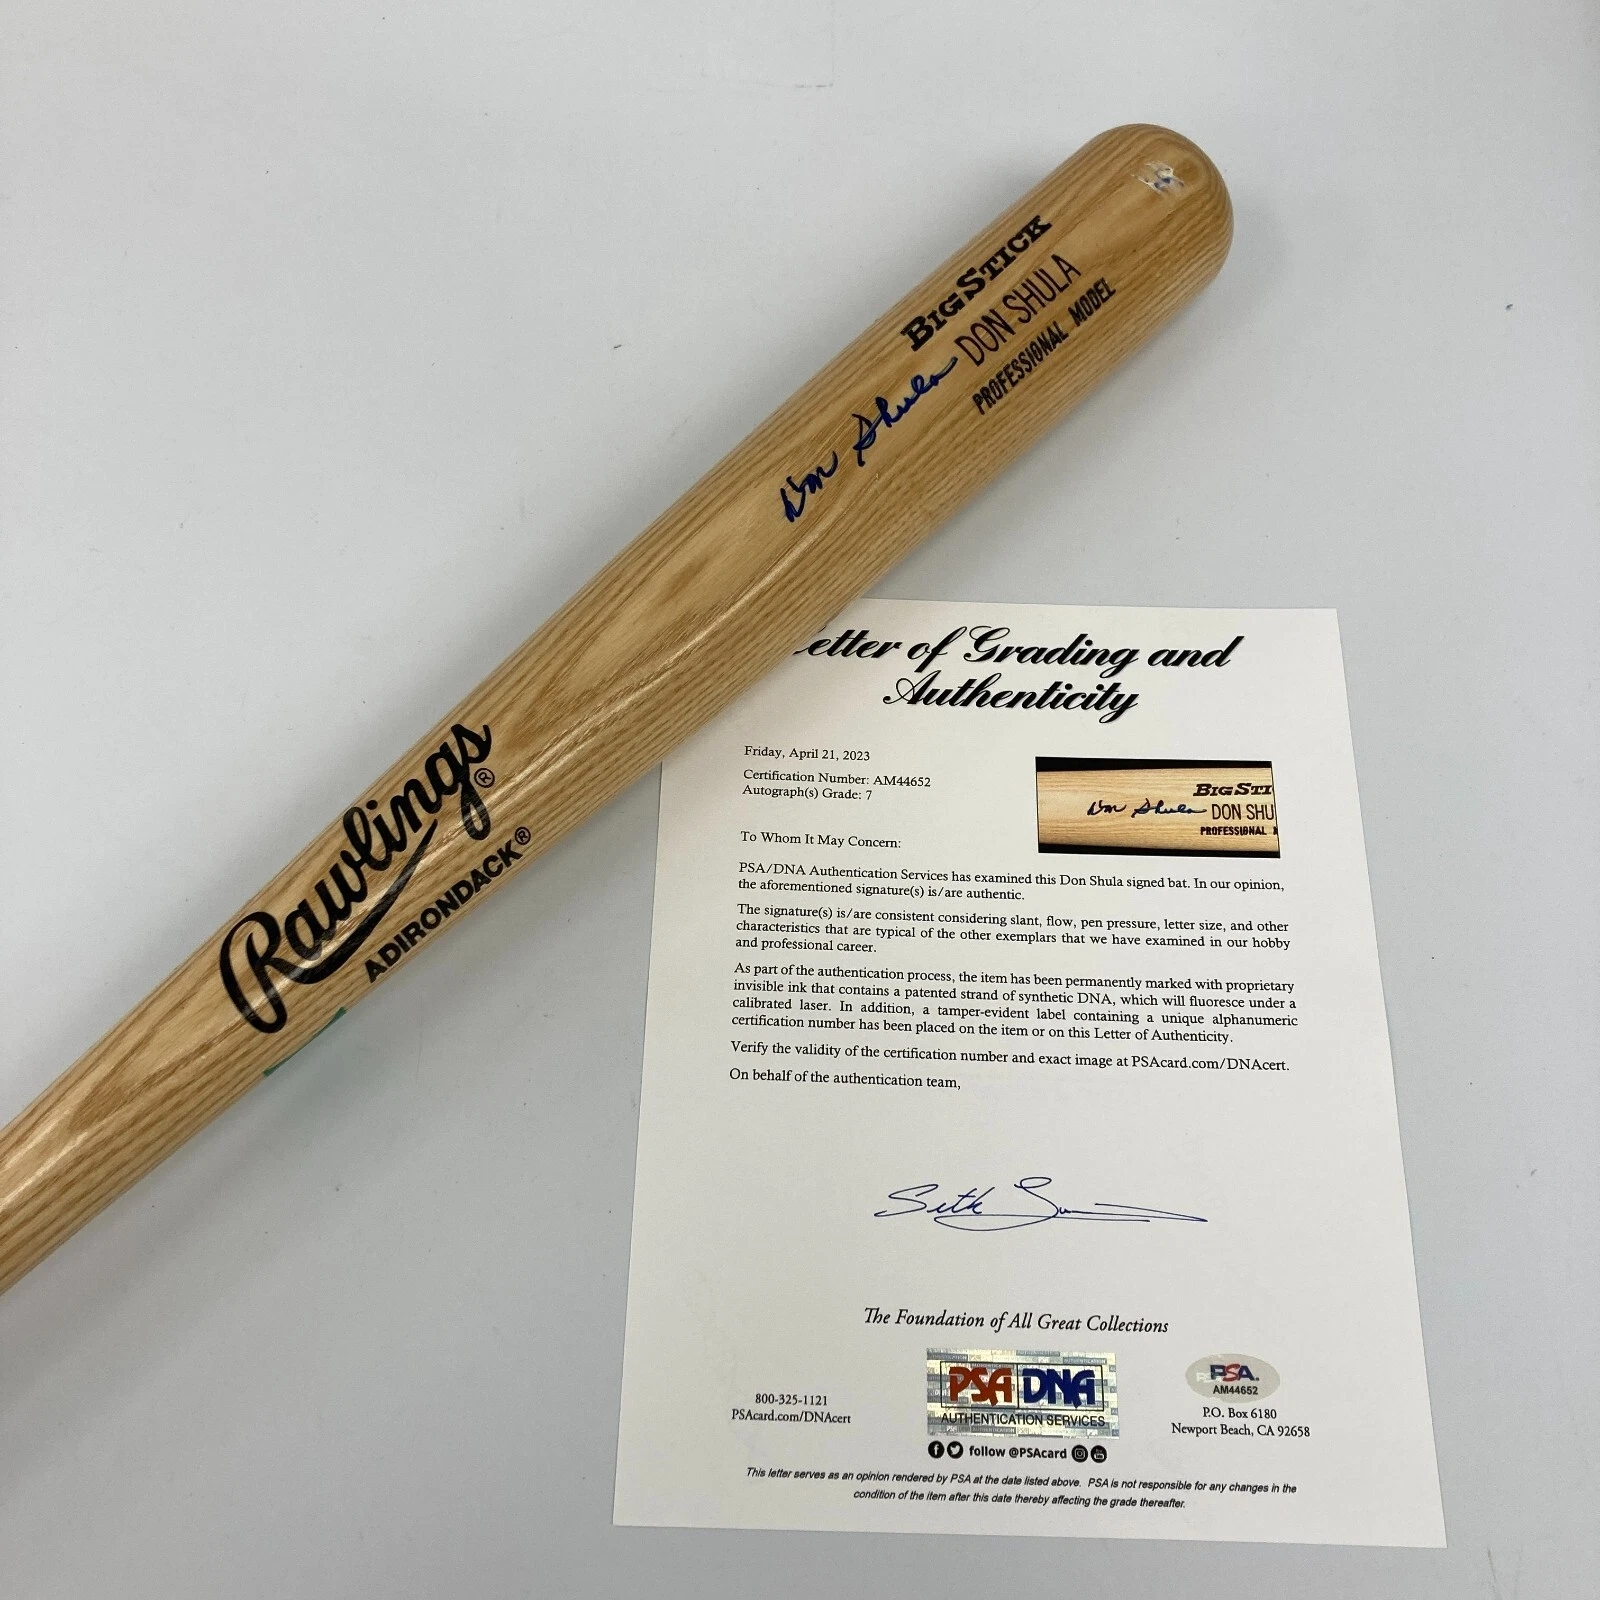 BIGSTICK
DON SHULA
PROFESSIONAL MODEL
Don Shula
Rawlings®
ADIRONDACK®
etter of Grading and
Authenticity
Friday, April 21, 2023
Certification Number: AM44652
Autograph(s) Grade: 7
BIGSTI
Don Shula DON SHU
PROFESSIONAL
To Whom It May Concern:
PSA/DNA Authentication Services has examined this Don Shula signed bat. In our opinion,
the aforementioned signature(s) is/are authentic.
The signature(s) is/are consistent considering slant, flow, pen pressure, letter size, and other
characteristics that are typical of the other exemplars that we have examined in our hobby
and professional career.
As part of the authentication process, the item has been permanently marked with proprietary
invisible ink that contains a patented strand of synthetic DNA, which will fluoresce under a
calibrated laser. In addition, a tamper-evident label containing a unique alphanumeric
certification number has been placed on the item or on this Letter of Authenticity.
Verify the validity of the certification number and exact image at PSAcard.com/DNAcert.
On behalf of the authentication team,
Seth
The Foundation of All Great Collections
800-325-1121
PSAcard.com/DNAcert
PSA DNA
AUTHENTICATION SERVICES
follow @PSAcard
PSA.
AM44652
P.O. Box 6180
Newport Beach, CA 92658
This letter serves as an opinion rendered by PSA at the date listed above. PSA is not responsible for any changes in the
condition of the item after this date thereby affecting the grade thereafter.